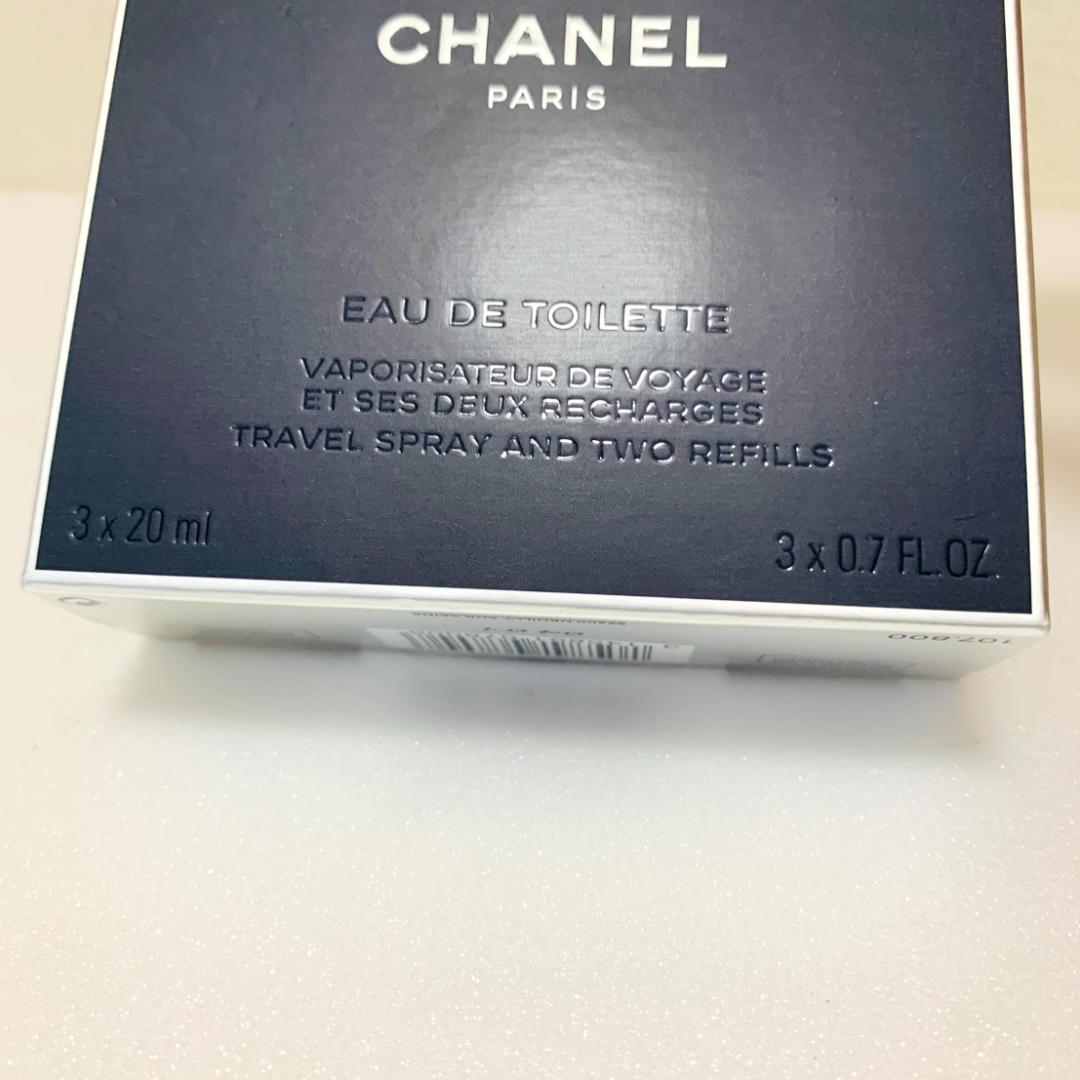 CHANEL
PARIS
EAU DE TOILETTE
VAPORISATEUR DE VOYAGE
ET SES DEUX RECHARGES
TRAVEL SPRAY AND TWO REFILLS
3 x 20 ml
3 x 0.7 FL.OZ.
107.800